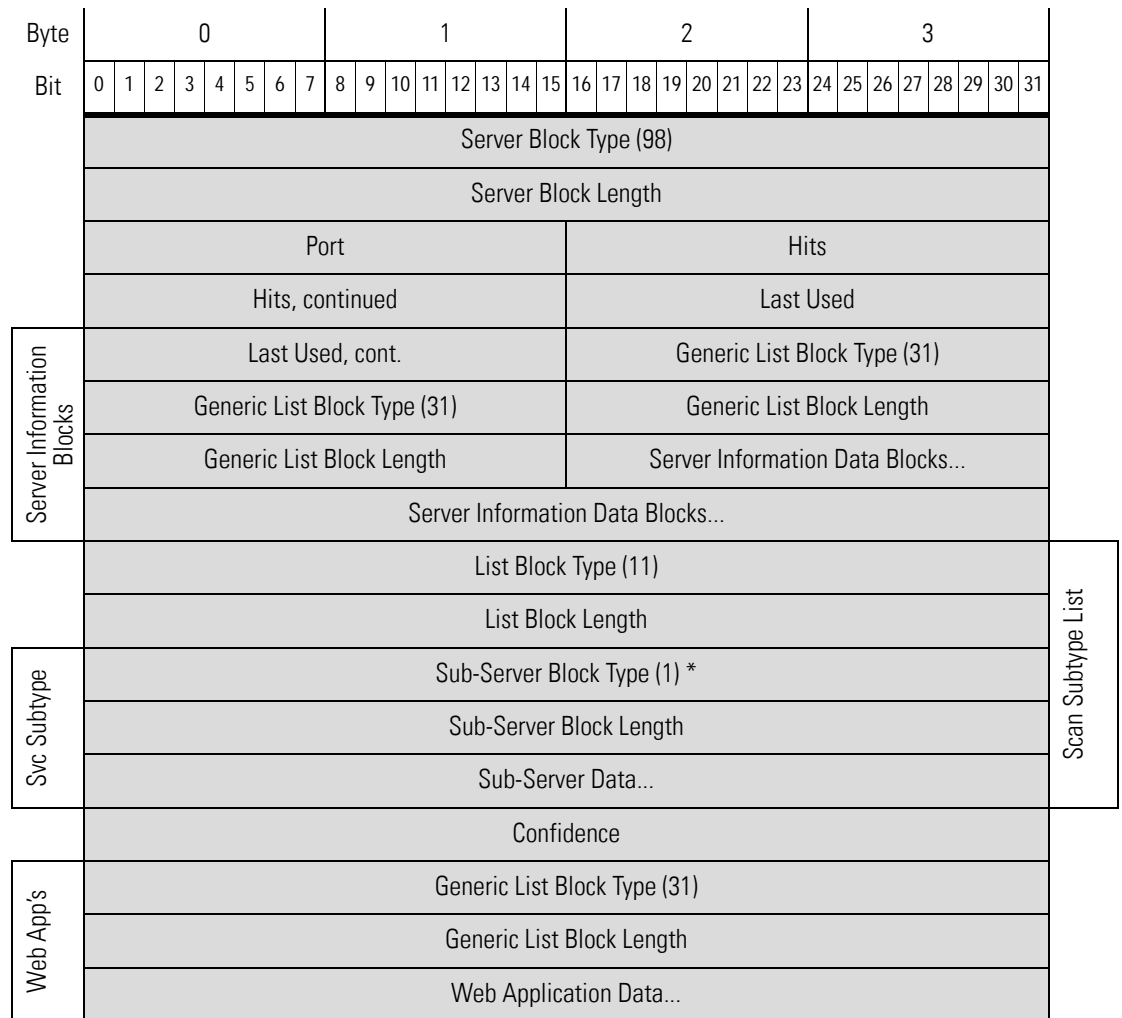 Byte 0 1 2 3
Bit 0 1 2 3 4 5 6 7 8 9 10 11 12 13 14 15 16 17 18 19 20 21 22 23 24 25 26 27 28 29 30 31
Server Block Type (98)
Server Block Length
Port Hits
Hits, continued Last Used
Server Information
Blocks
Last Used, cont. Generic List Block Type (31)
Generic List Block Type (31) Generic List Block Length
Generic List Block Length Server Information Data Blocks...
Server Information Data Blocks...
Scan Subtype List
List Block Type (11)
List Block Length
Svc Subtype
Sub-Server Block Type (1) *
Sub-Server Block Length
Sub-Server Data...
Confidence
Web App's
Generic List Block Type (31)
Generic List Block Length
Web Application Data...